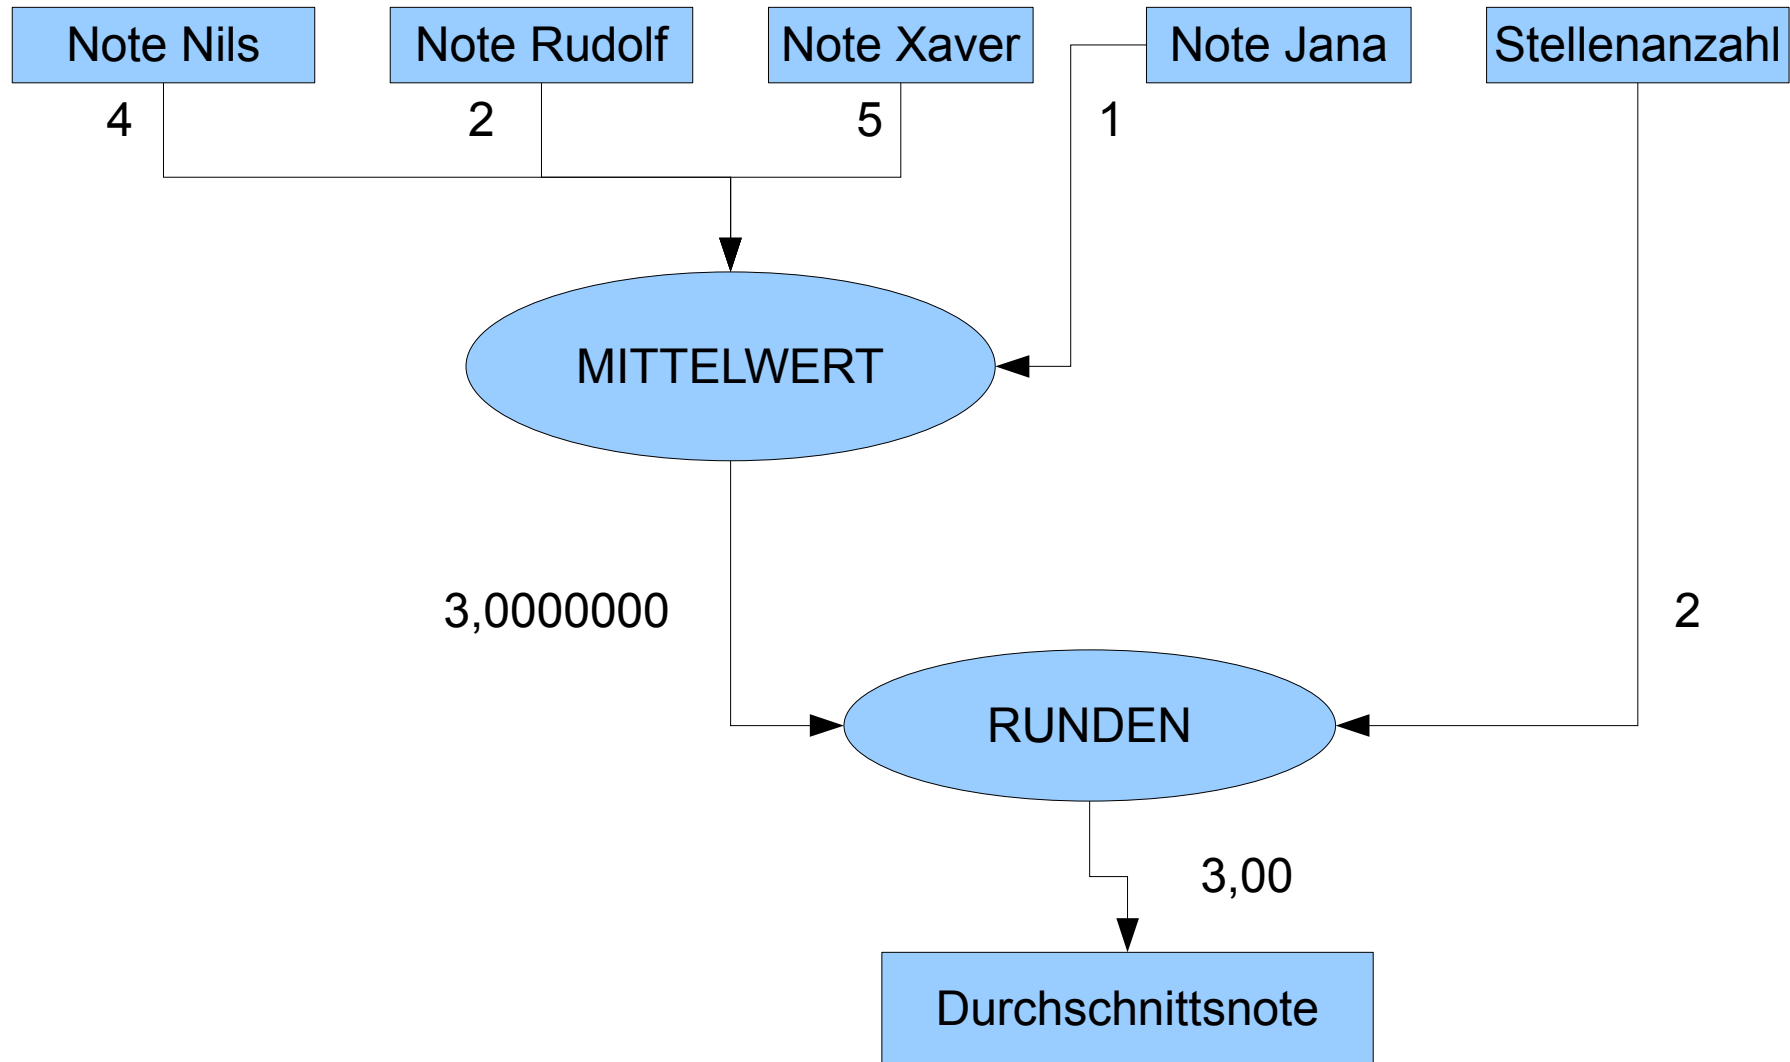 Note Nils
Note Rudolf
Note Xaver
Note Jana
Stellenanzahl
4
2
5
1
MITTELWERT
3,0000000
2
RUNDEN
3,00
Durchschnittsnote